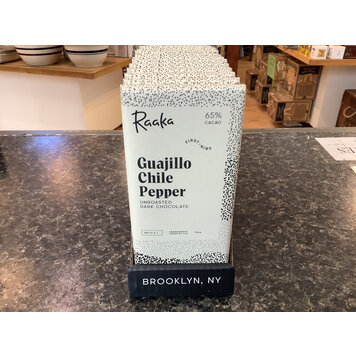 Raaka
65%
CACAO
FIRST NIBS
Guajillo
Chile
Pepper
UNROASTED
DARK CHOCOLATE
BROOKLYN, NY